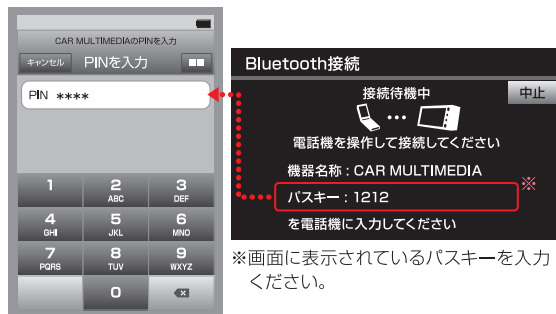 CAR MULTIMEDIAのPINを入力
キャンセル PINを入力
PIN ****
1
2 ABC
3 DEF
4 GHI
5 JKL
6 MNO
7 PQRS
8 TUV
9 WXYZ
0
Bluetooth接続
接続待機中 中止
...
電話機を操作して接続してください
機器名称 : CAR MULTIMEDIA
パスキー : 1212 ※
を電話機に入力してください
※画面に表示されているパスキーを入力
ください。